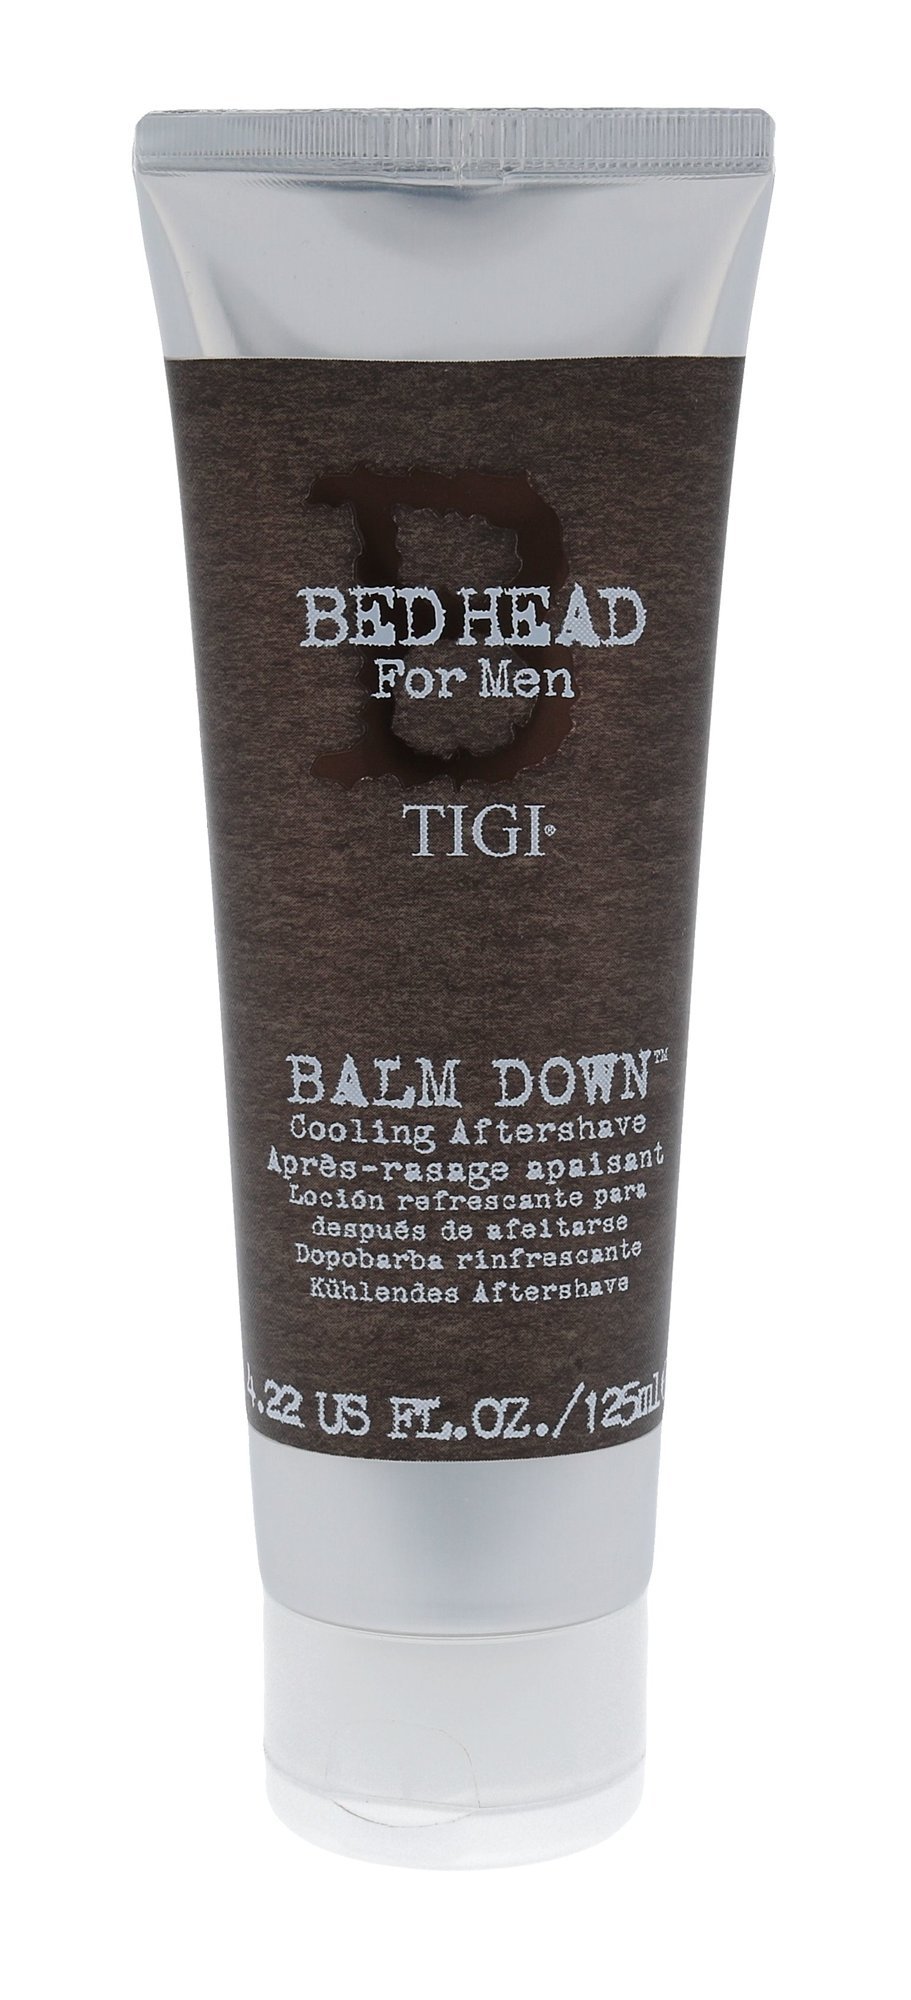 B
BED HEAD
For Men
TIGI®
BALM DOWN™
Cooling Aftershave
Après-rasage apaisant
Loción refrescante para
después de afeitarse
Dopobarba rinfrescante
Kühlendes Aftershave
4.22 US FL.OZ./125ml